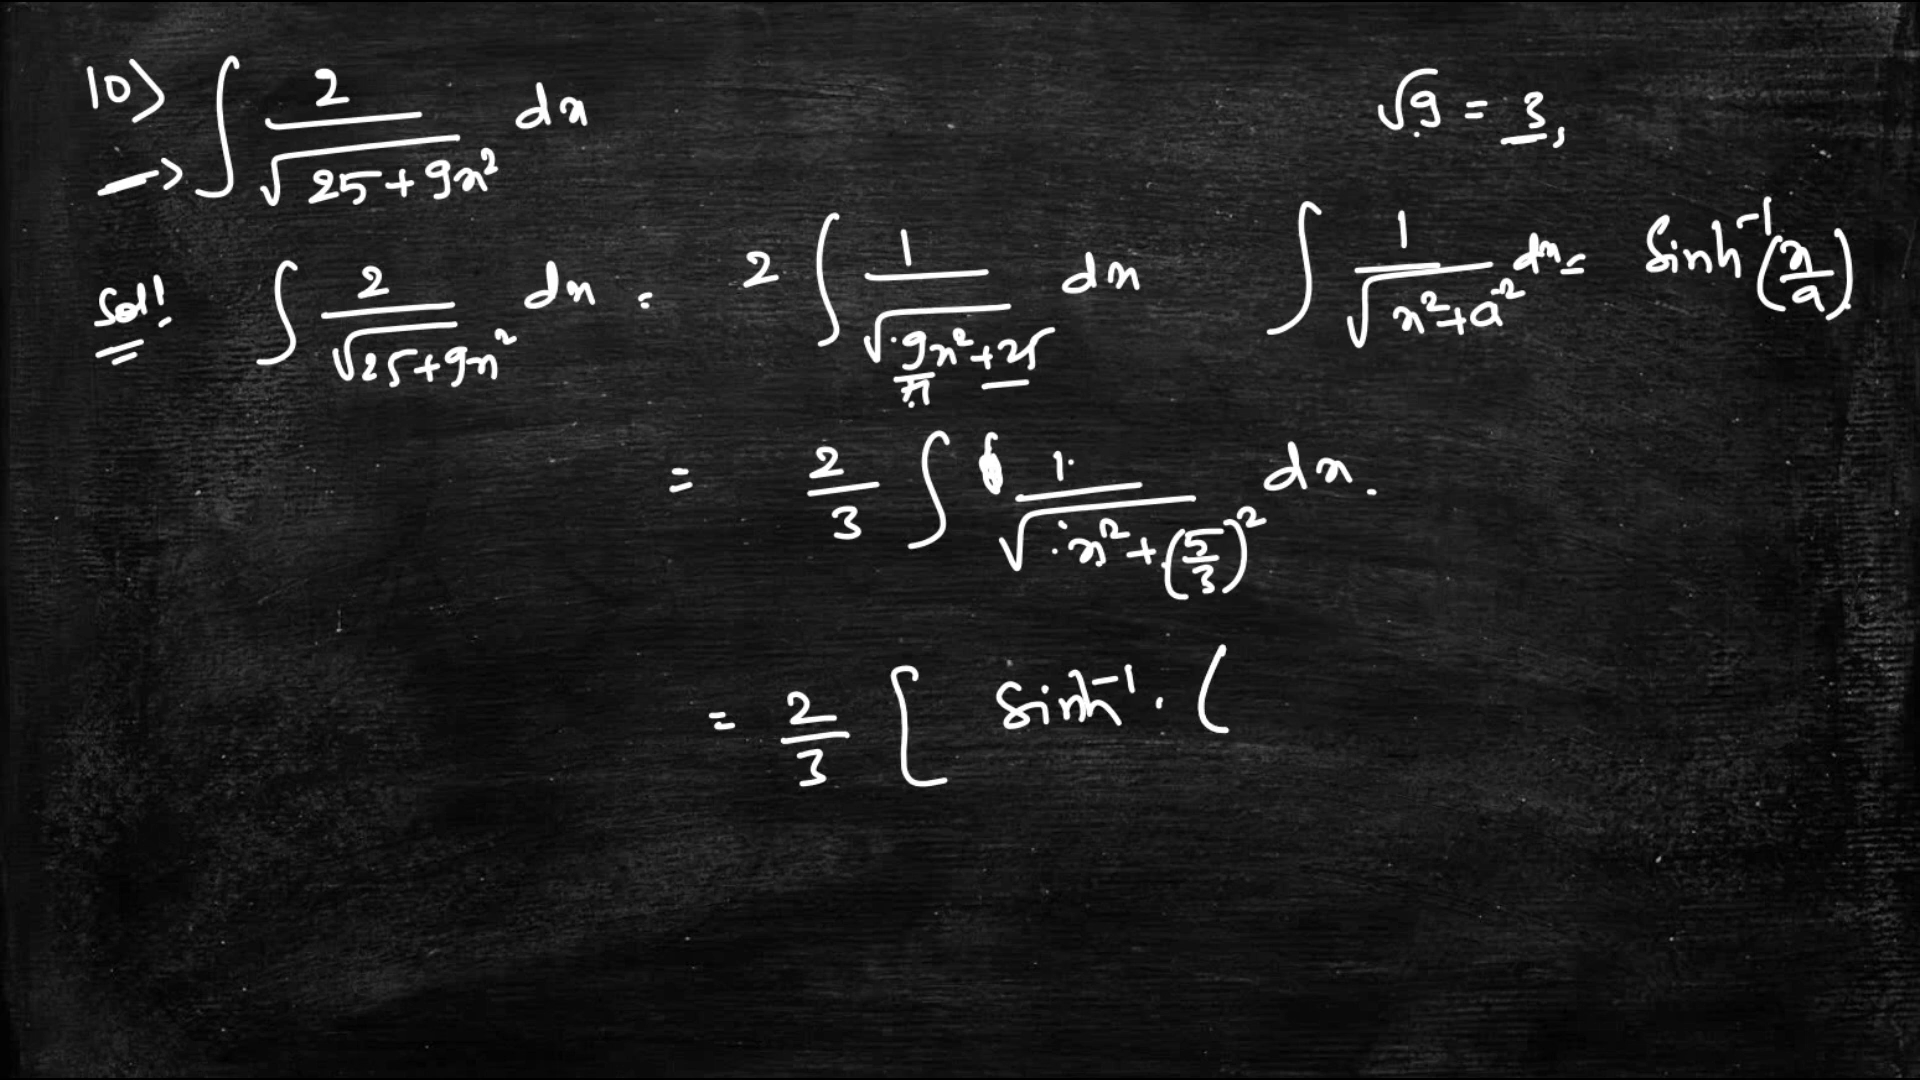 10) ∫ 2/√(25+9x²) dx
√9 = 3,
Sol! ∫ 2/√(25+9x²) dx = 2 ∫ 1/√(9x²+25) dx
∫ 1/√(x²+a²) dx = Sinh⁻¹(x/a)
= 2/3 ∫ 1/√(x²+(5/3)²) dx.
= 2/3 [ Sinh⁻¹ (